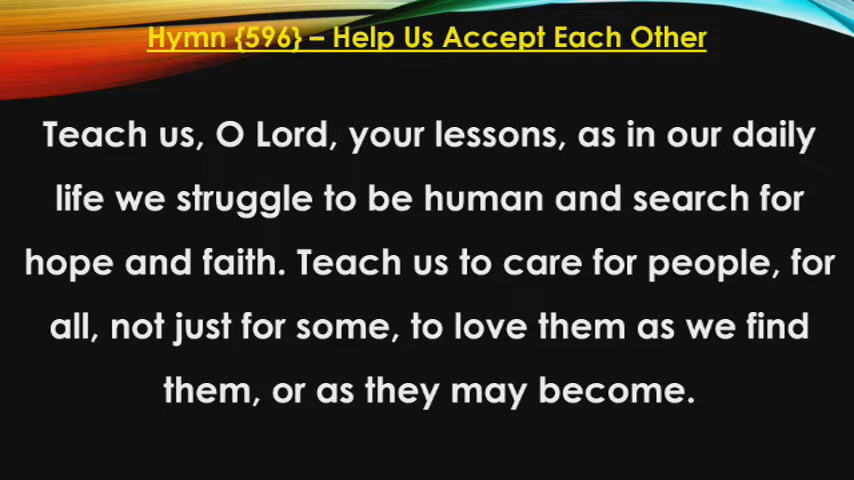 Hymn {596} – Help Us Accept Each Other
Teach us, O Lord, your lessons, as in our daily
life we struggle to be human and search for
hope and faith. Teach us to care for people, for
all, not just for some, to love them as we find
them, or as they may become.